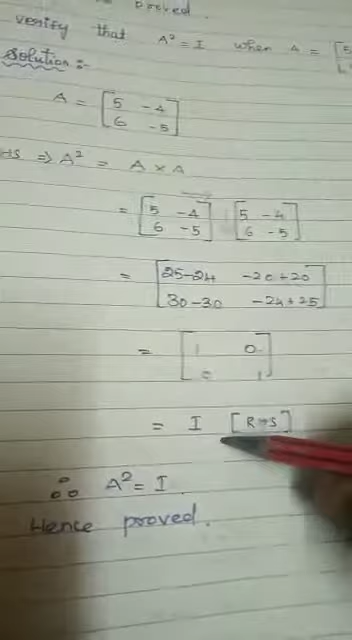 proved.
verify that A² = I when A = [5
Solution :-
A = [5 -4
6 -5]
HS ⇒ A² = A × A
= [5 -4
6 -5] [5 -4
6 -5]
= [25-24 -20+20
30-30 -24+25]
= [1 0
0 1]
= I [RHS]
∴ A² = I
Hence proved.